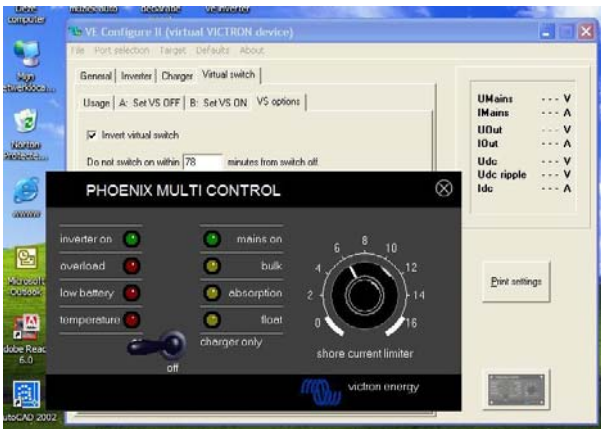 VE Configure II (virtual VICTRON device)
File Port selection Target Defaults About
General Inverter Charger Virtual switch
Usage A: Set VS OFF B: Set VS ON VS options
Invert virtual switch
Do not switch on within 78 minutes from switch off
UMains --- V
IMains --- A
UOut --- V
IOut --- A
Udc --- V
Udc ripple --- V
Idc --- A
Print settings
PHOENIX MULTI CONTROL
inverter on
overload
low battery
temperature
mains on
bulk
absorption
float
off
charger only
0 2 4 6 8 10 12 14 16
shore current limiter
victron energy
computer
Norton
Microsoft
Outlook
6.0
AutoCAD 2002